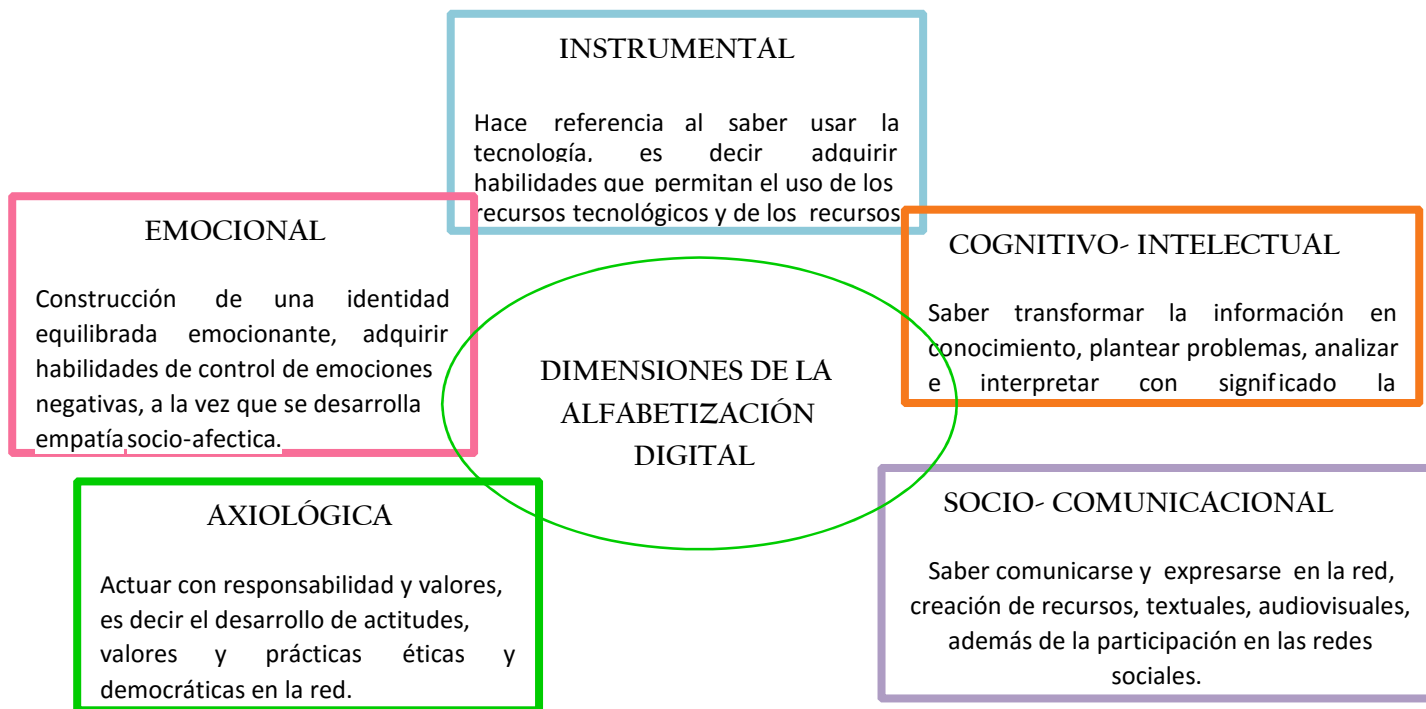 INSTRUMENTAL
Hace referencia al saber usar la
tecnología, es decir adquirir
habilidades que permitan el uso de los
recursos tecnológicos y de los recursos
EMOCIONAL
Construcción de una identidad
equilibrada emocionante, adquirir
habilidades de control de emociones
negativas, a la vez que se desarrolla
empatía socio-afectica.
COGNITIVO- INTELECTUAL
Saber transformar la información en
conocimiento, plantear problemas, analizar
e interpretar con significado la
DIMENSIONES DE LA
ALFABETIZACIÓN
DIGITAL
AXIOLÓGICA
Actuar con responsabilidad y valores,
es decir el desarrollo de actitudes,
valores y prácticas éticas y
democráticas en la red.
SOCIO- COMUNICACIONAL
Saber comunicarse y expresarse en la red,
creación de recursos, textuales, audiovisuales,
además de la participación en las redes
sociales.